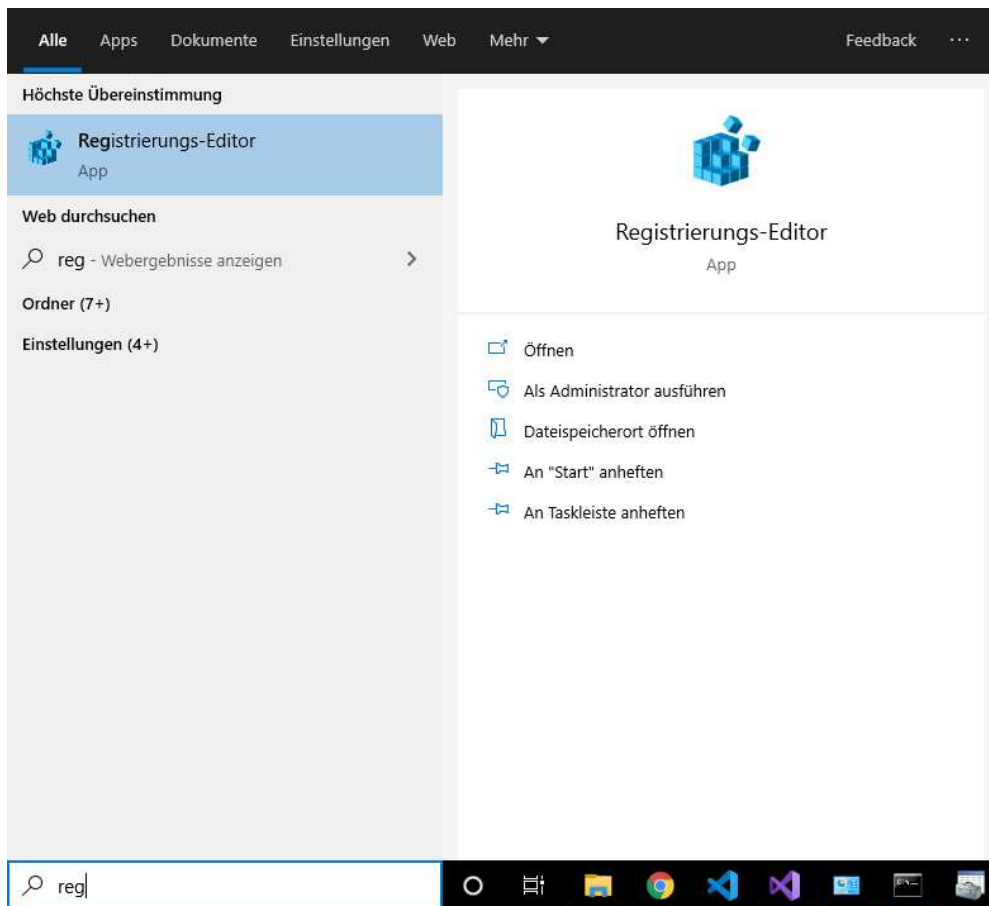 Alle Apps Dokumente Einstellungen Web Mehr Feedback ...
Höchste Übereinstimmung
Registrierungs-Editor
App
Web durchsuchen
reg - Webergebnisse anzeigen
Ordner (7+)
Einstellungen (4+)
Registrierungs-Editor
App
Öffnen
Als Administrator ausführen
Dateispeicherort öffnen
An "Start" anheften
An Taskleiste anheften
reg